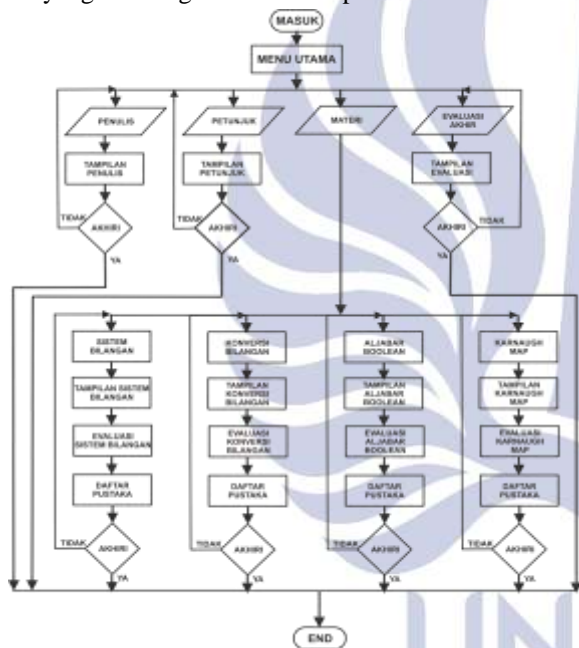 MASUK
MENU UTAMA
PENULIS
PETUNJUK
MATERI
EVALUASI
AKHIR
TAMPILAN
PENULIS
TAMPILAN
PETUNJUK
TAMPILAN
EVALUASI
TIDAK
AKHIRI
TIDAK
AKHIRI
AKHIRI
TIDAK
YA
YA
YA
SISTEM
BILANGAN
KONVERSI
BILANGAN
ALJABAR
BOOLEAN
KARNAUGH
MAP
TAMPILAN SISTEM
BILANGAN
TAMPILAN
KONVERSI
BILANGAN
TAMPILAN
ALJABAR
BOOLEAN
TAMPILAN
KARNAUGH
MAP
EVALUASI
SISTEM BILANGAN
EVALUASI
KONVERSI
BILANGAN
EVALUASI
ALJABAR
BOOLEAN
EVALUASI
KARNAUGH
MAP
DAFTAR
PUSTAKA
DAFTAR
PUSTAKA
DAFTAR
PUSTAKA
DAFTAR
PUSTAKA
TIDAK
AKHIRI
TIDAK
AKHIRI
TIDAK
AKHIRI
TIDAK
AKHIRI
YA
YA
YA
YA
END
UN